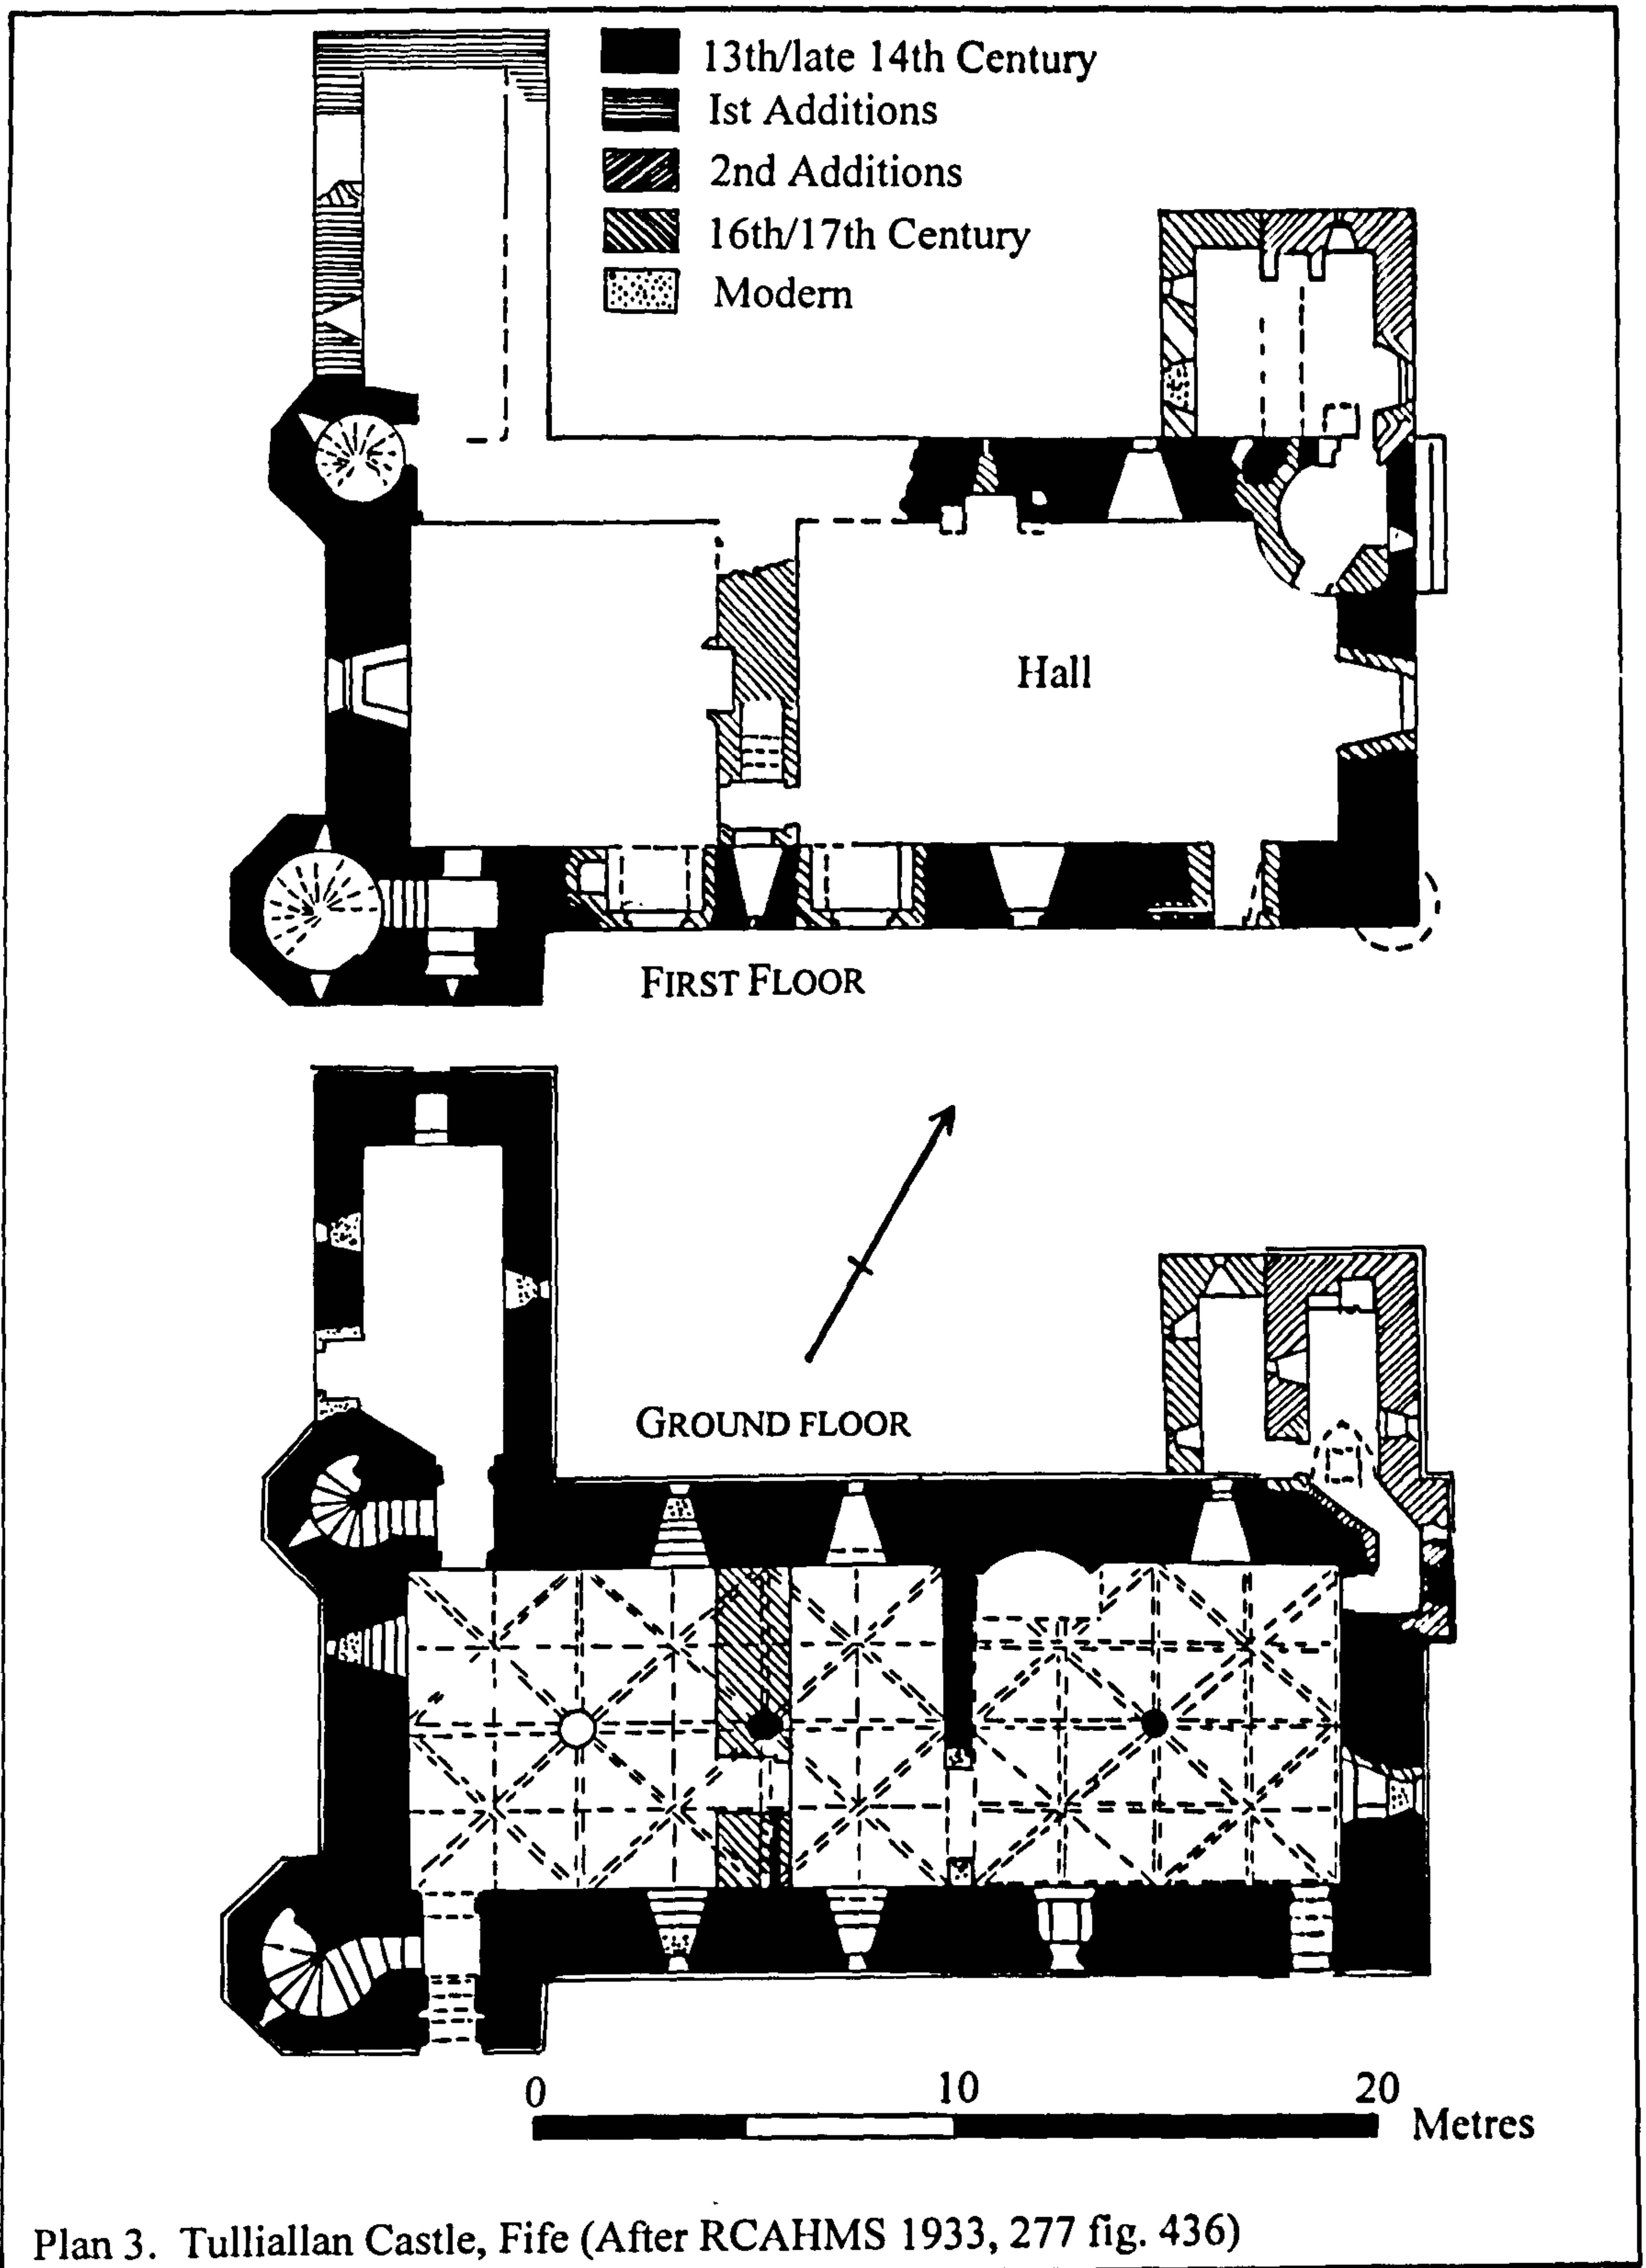 13th/late 14th Century
Ist Additions
2nd Additions
16th/17th Century
Modern
Hall
FIRST FLOOR
GROUND FLOOR
0 10 20
Metres
Plan 3. Tulliallan Castle, Fife (After RCAHMS 1933, 277 fig. 436)